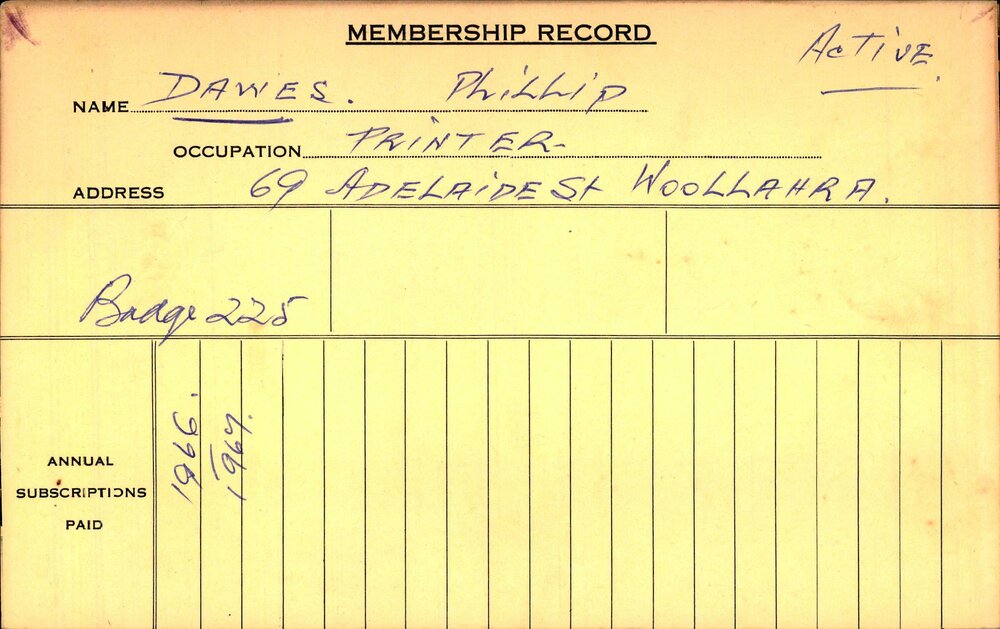 MEMBERSHIP RECORD
Active
NAME DAVIES. Phillip
OCCUPATION PRINTER
ADDRESS 69 ADELAIDE St WOOLLAHRA.
Badge 225
ANNUAL SUBSCRIPTIONS PAID
1966.
1967.